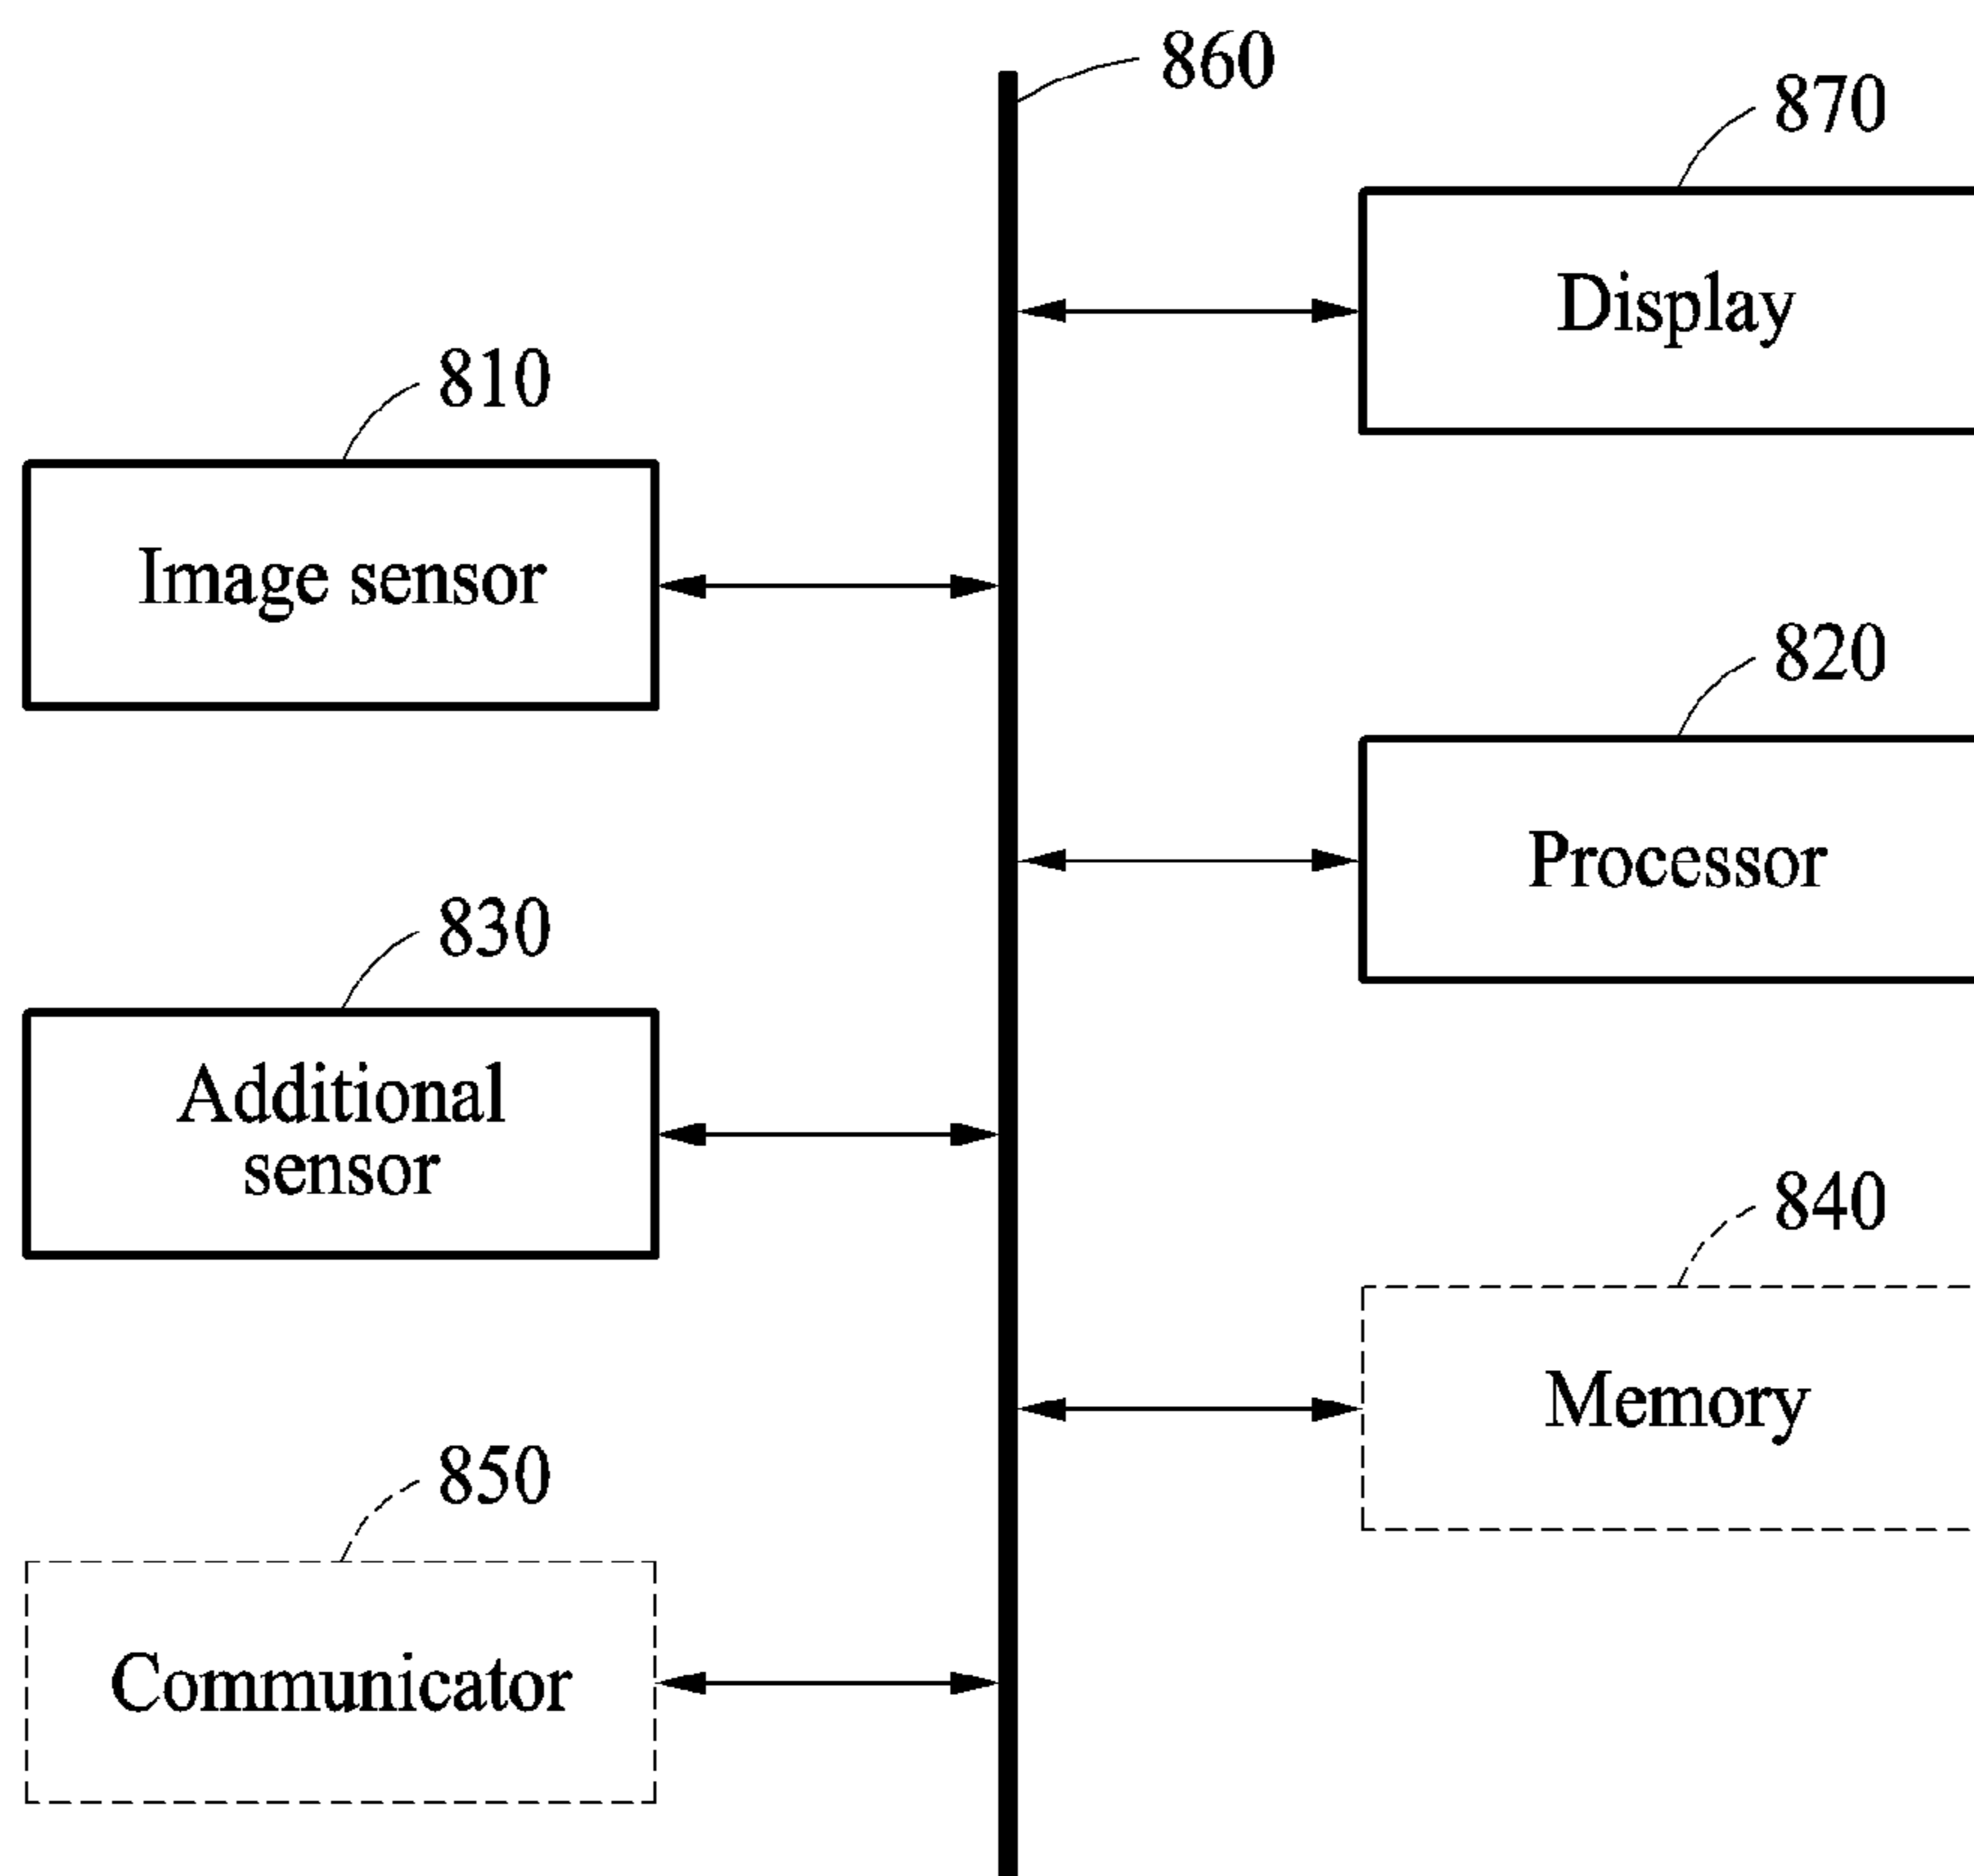 860
870
Display
810
Image sensor
820
Processor
830
Additional
sensor
840
Memory
850
Communicator